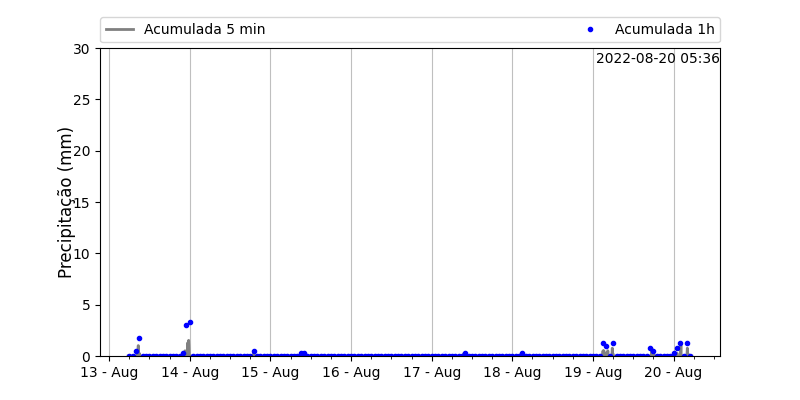 Acumulada 5 min Acumulada 1h
2022-08-20 05:36
Precipitação (mm)
30
25
20
15
10
5
0
13 - Aug 14 - Aug 15 - Aug 16 - Aug 17 - Aug 18 - Aug 19 - Aug 20 - Aug